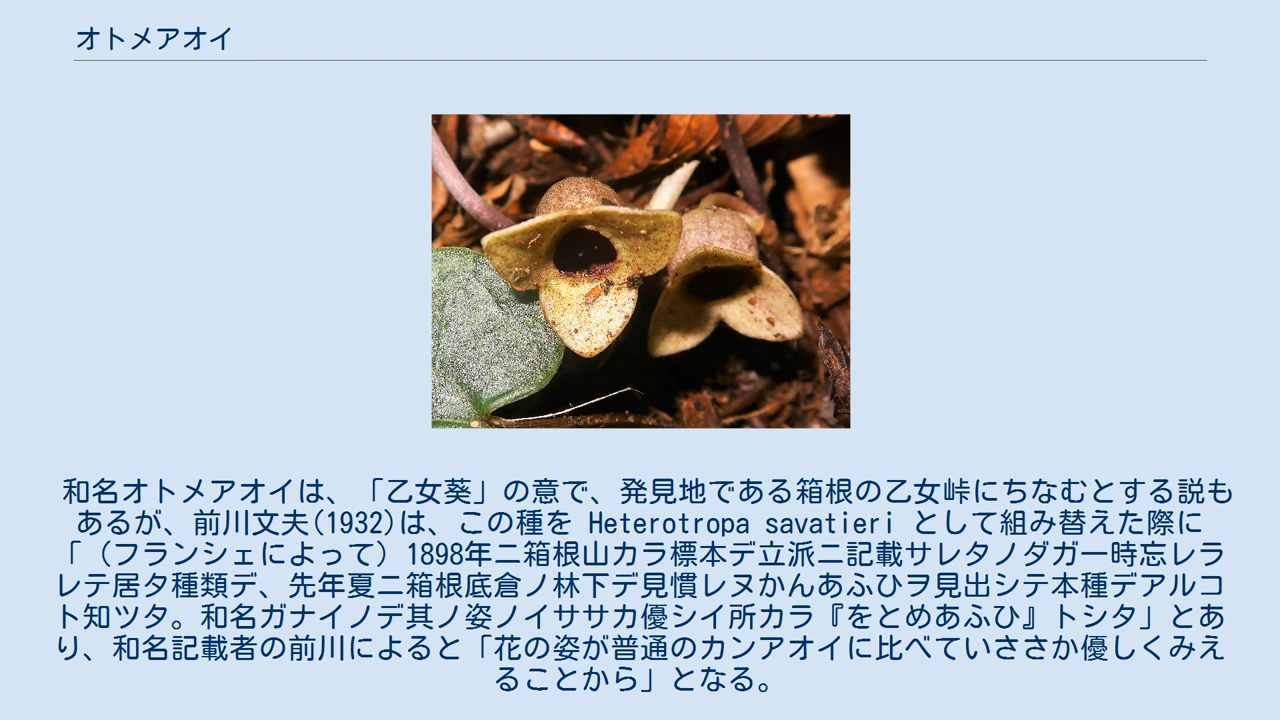 オトメアオイ
和名オトメアオイは、「乙女葵」の意で、発見地である箱根の乙女峠にちなむとする説も
あるが、前川文夫(1932)は、この種を Heterotropa savatieri として組み替えた際に
「（フランシェによって）1898年ニ箱根山カラ標本デ立派ニ記載サレタノダガ一時忘レラ
レテ居タ種類デ、先年夏ニ箱根底倉ノ林下デ見慣レヌかんあふひヲ見出シテ本種デアルコ
ト知ツタ。和名ガナイノデ其ノ姿ノイササカ優シイ所カラ『をとめあふひ』トシタ」とあ
り、和名記載者の前川によると「花の姿が普通のカンアオイに比べていささか優しくみえ
ることから」となる。